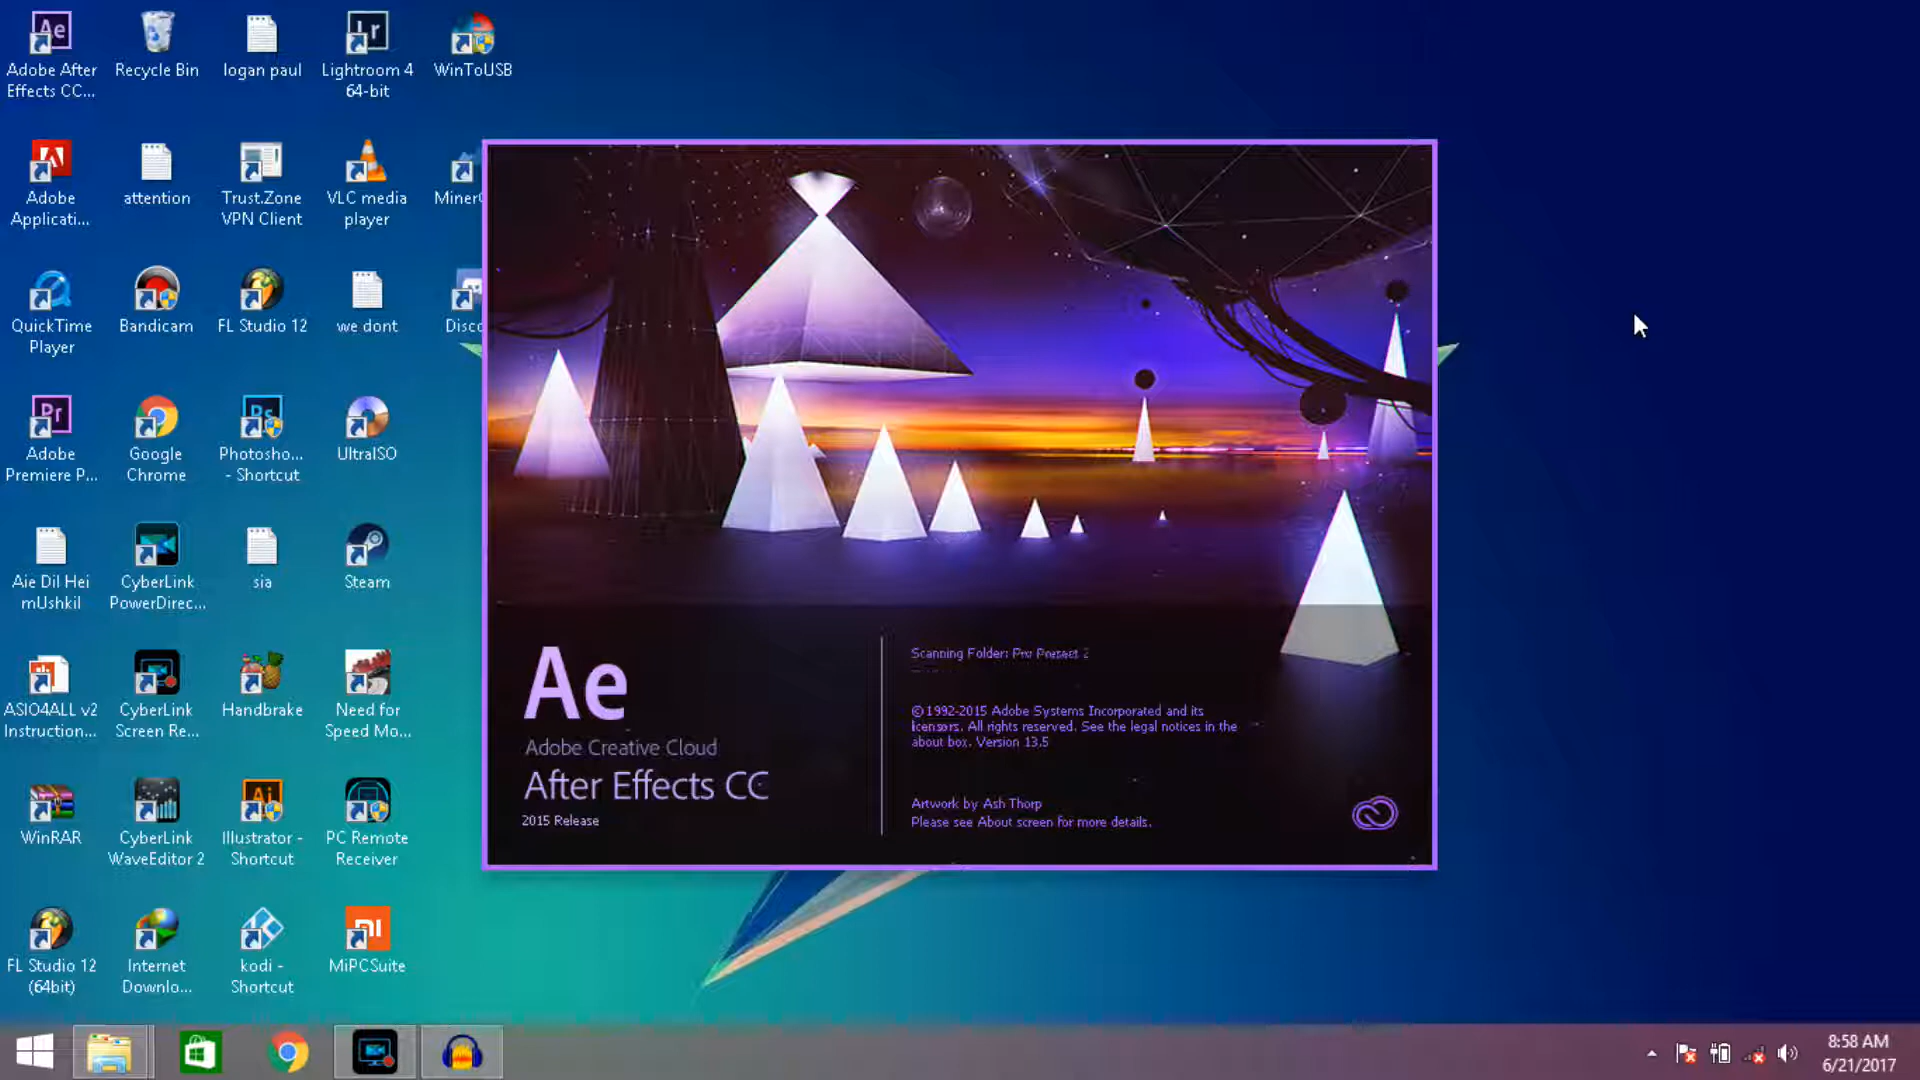 Adobe After
Effects CC...
Recycle Bin
logan paul
Lightroom 4
64-bit
WinToUSB
Adobe
Applicati...
attention
Trust.Zone
VPN Client
VLC media
player
QuickTime
Player
Bandicam
FL Studio 12
we dont
Adobe
Premiere P...
Google
Chrome
Photosho...
- Shortcut
UltraISO
Aie Dil Hei
mUshkil
CyberLink
PowerDirec...
sia
Steam
ASIO4ALL v2
Instruction...
CyberLink
Screen Re...
Handbrake
Need for
Speed Mo...
WinRAR
CyberLink
WaveEditor 2
Illustrator -
Shortcut
PC Remote
Receiver
FL Studio 12
(64bit)
Internet
Downlo...
kodi -
Shortcut
MiPCSuite
Ae
Adobe Creative Cloud
After Effects CC
2015 Release
Scanning Folder: Pro Preset 2
©1992-2015 Adobe Systems Incorporated and its
licensors. All rights reserved. See the legal notices in the
about box. Version 13.5
Artwork by Ash Thorp
Please see About screen for more details.
8:58 AM
6/21/2017